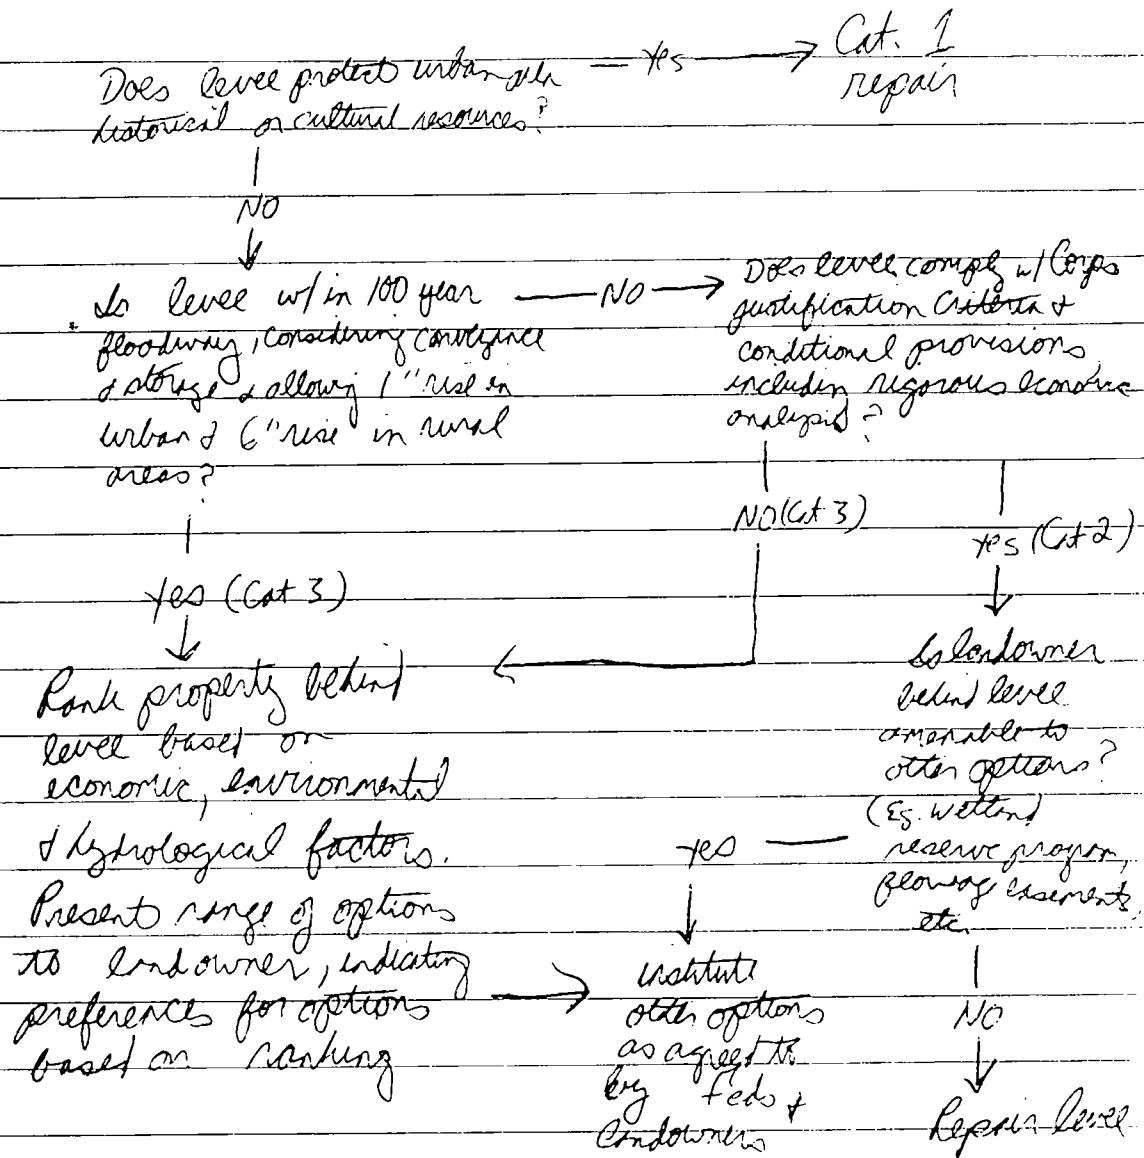 Does levee protect urban area
historical or cultural resources?
Yes
Cat. 1
repair
NO
Is levee w/in 100 year
floodway, considering conveyance
& storage & allowing 1" rise in
urban & 6" rise in rural
areas?
NO
Does levee comply w/ Corps
justification criteria &
conditional provisions
including rigorous economic
analysis?
Yes (Cat 3)
NO (Cat 3)
Yes (Cat 2)
Rank property behind
levee based on
economic, environmental
& hydrological factors.
Present range of options
to landowner, indicating
preferences for options
based on ranking
Is landowner
behind levee
amenable to
other options?
(Eg. Wetland
reserve program,
flowage easements,
etc.
yes
institute
other options
as agreed to
by Feds &
landowners
NO
Repair levee